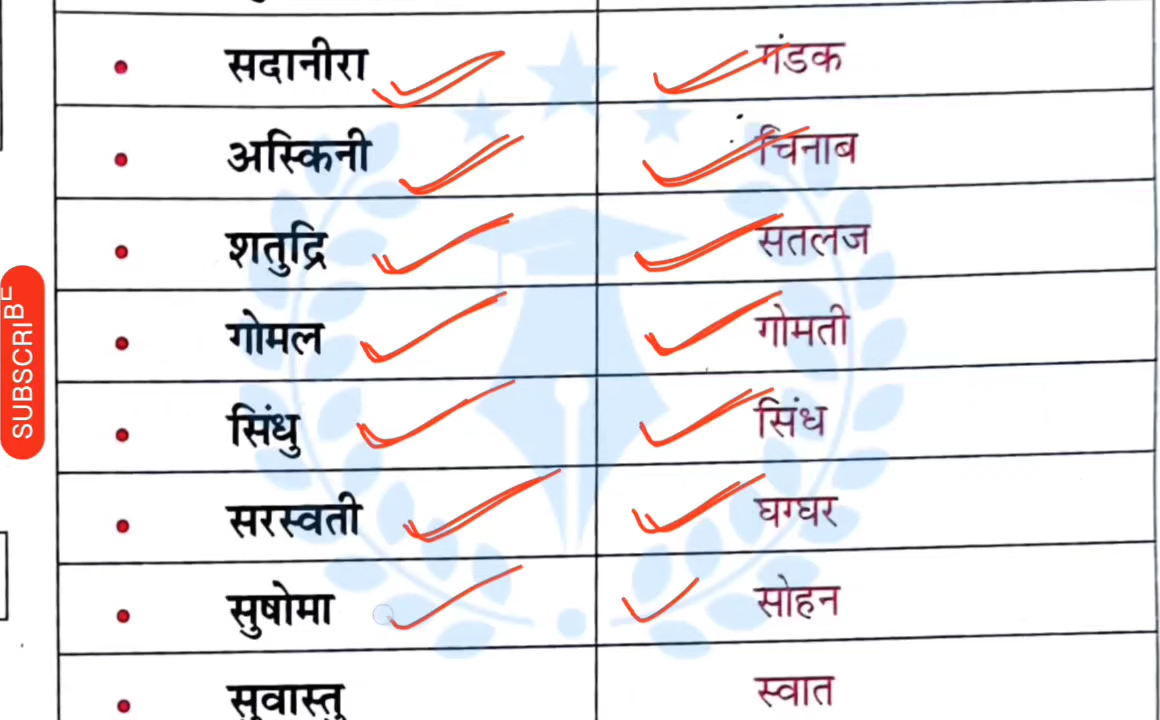 सदानीरा गंडक
अस्किनी चिनाब
शतुद्रि सतलज
गोमल गोमती
सिंधु सिंध
सरस्वती घग्घर
सुषोमा सोहन
सुवास्तु स्वात
SUBSCRIBE